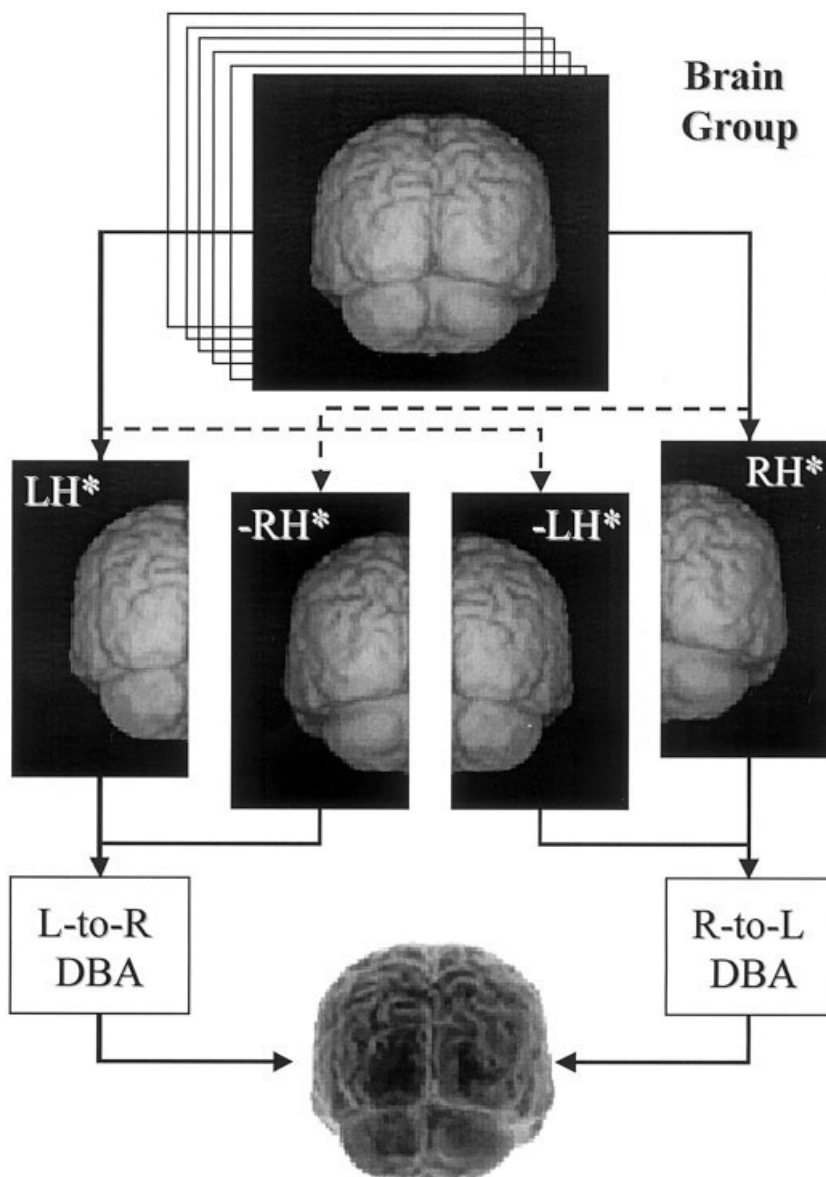 Brain
Group
LH*
-RH*
-LH*
RH*
L-to-R
DBA
R-to-L
DBA